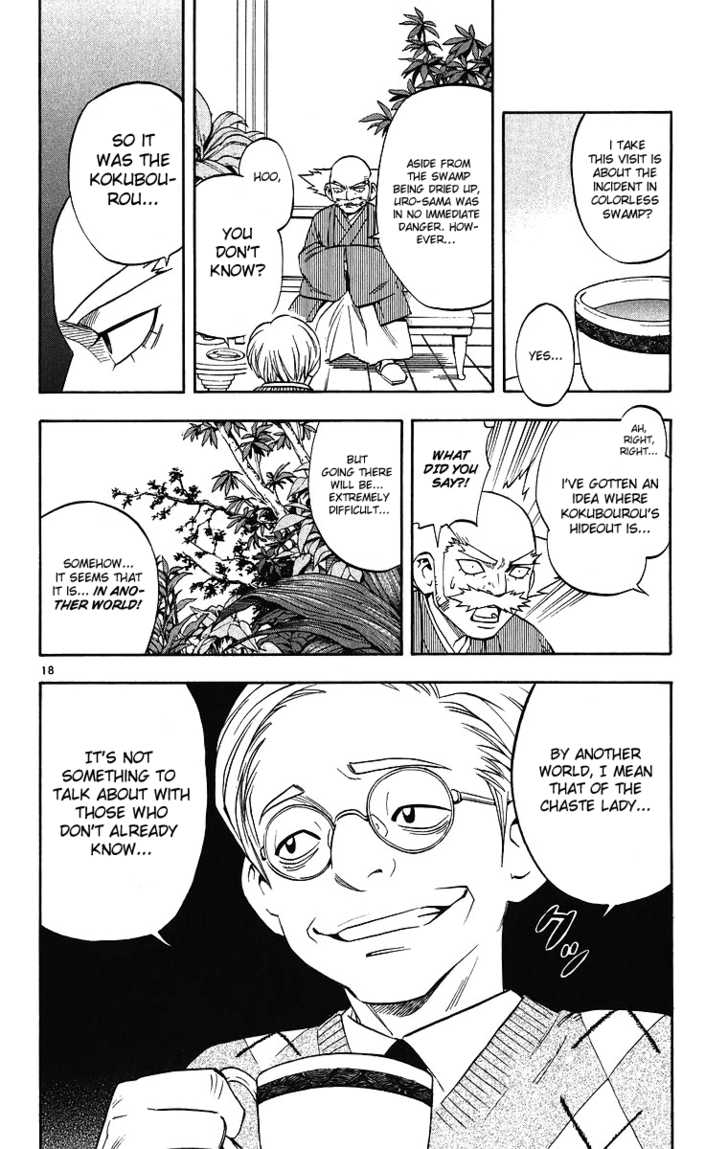 I TAKE
THIS VISIT IS
ABOUT THE
INCIDENT IN
COLORLESS
SWAMP?
YES...
ASIDE FROM
THE SWAMP
BEING DRIED UP,
URO-SAMA WAS
IN NO IMMEDIATE
DANGER. HOW-
EVER...
HOO,
YOU
DON'T
KNOW?
SO IT
WAS THE
KOKUBOU-
ROU...
AH,
RIGHT,
RIGHT...
I'VE GOTTEN AN
IDEA WHERE
KOKUBOUROU'S
HIDEOUT IS...
WHAT
DID YOU
SAY?!
BUT
GOING THERE
WILL BE...
EXTREMELY
DIFFICULT...
SOMEHOW...
IT SEEMS THAT
IT IS... IN ANO-
THER WORLD!
18
BY ANOTHER
WORLD, I MEAN
THAT OF THE
CHASTE LADY...
IT'S NOT
SOMETHING TO
TALK ABOUT WITH
THOSE WHO
DON'T ALREADY
KNOW...
クッ